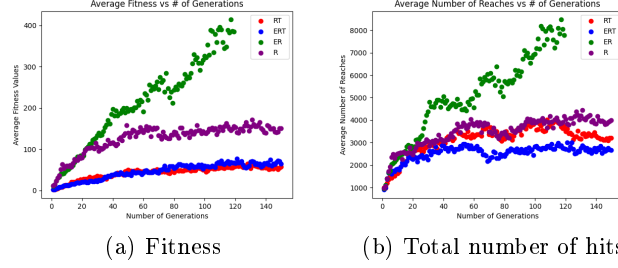 Average Fitness vs # of Generations
400
300
200
100
0
Average Fitness Values
0 20 40 60 80 100 120 140
Number of Generations
RT
ERT
ER
R
(a) Fitness
Average Number of Reaches vs # of Generations
8000
7000
6000
5000
4000
3000
2000
1000
Average Number of Reaches
0 20 40 60 80 100 120 140
Number of Generations
RT
ERT
ER
R
(b) Total number of hits